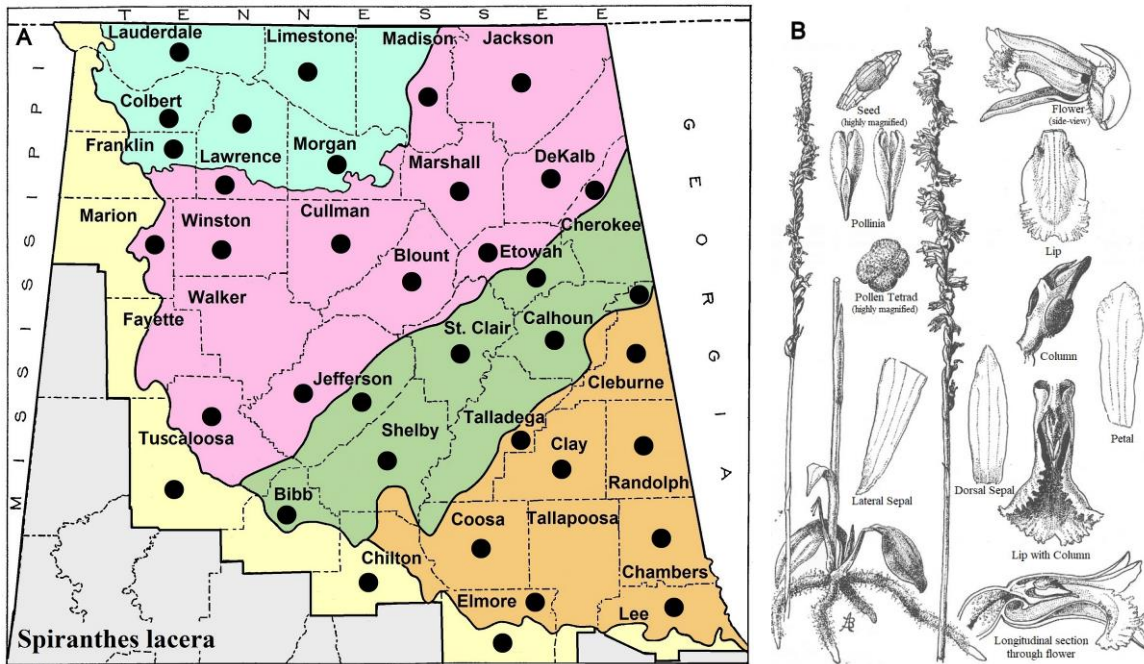 A
TENNESSEE
MISSISSIPPI
GEORGIA
Lauderdale
Limestone
Madison
Jackson
Colbert
Franklin
Lawrence
Morgan
Marshall
DeKalb
Marion
Winston
Cullman
Cherokee
Blount
Etowah
Walker
Fayette
St. Clair
Calhoun
Jefferson
Cleburne
Tuscaloosa
Shelby
Talladega
Clay
Randolph
Bibb
Coosa
Tallapoosa
Chilton
Chambers
Elmore
Lee
Spiranthes lacera
B
Seed
(highly magnified)
Flower
(side-view)
Pollinia
Lip
Pollen Tetrad
(highly magnified)
Column
Petal
Lateral Sepal
Dorsal Sepal
Lip with Column
Longitudinal section
through flower